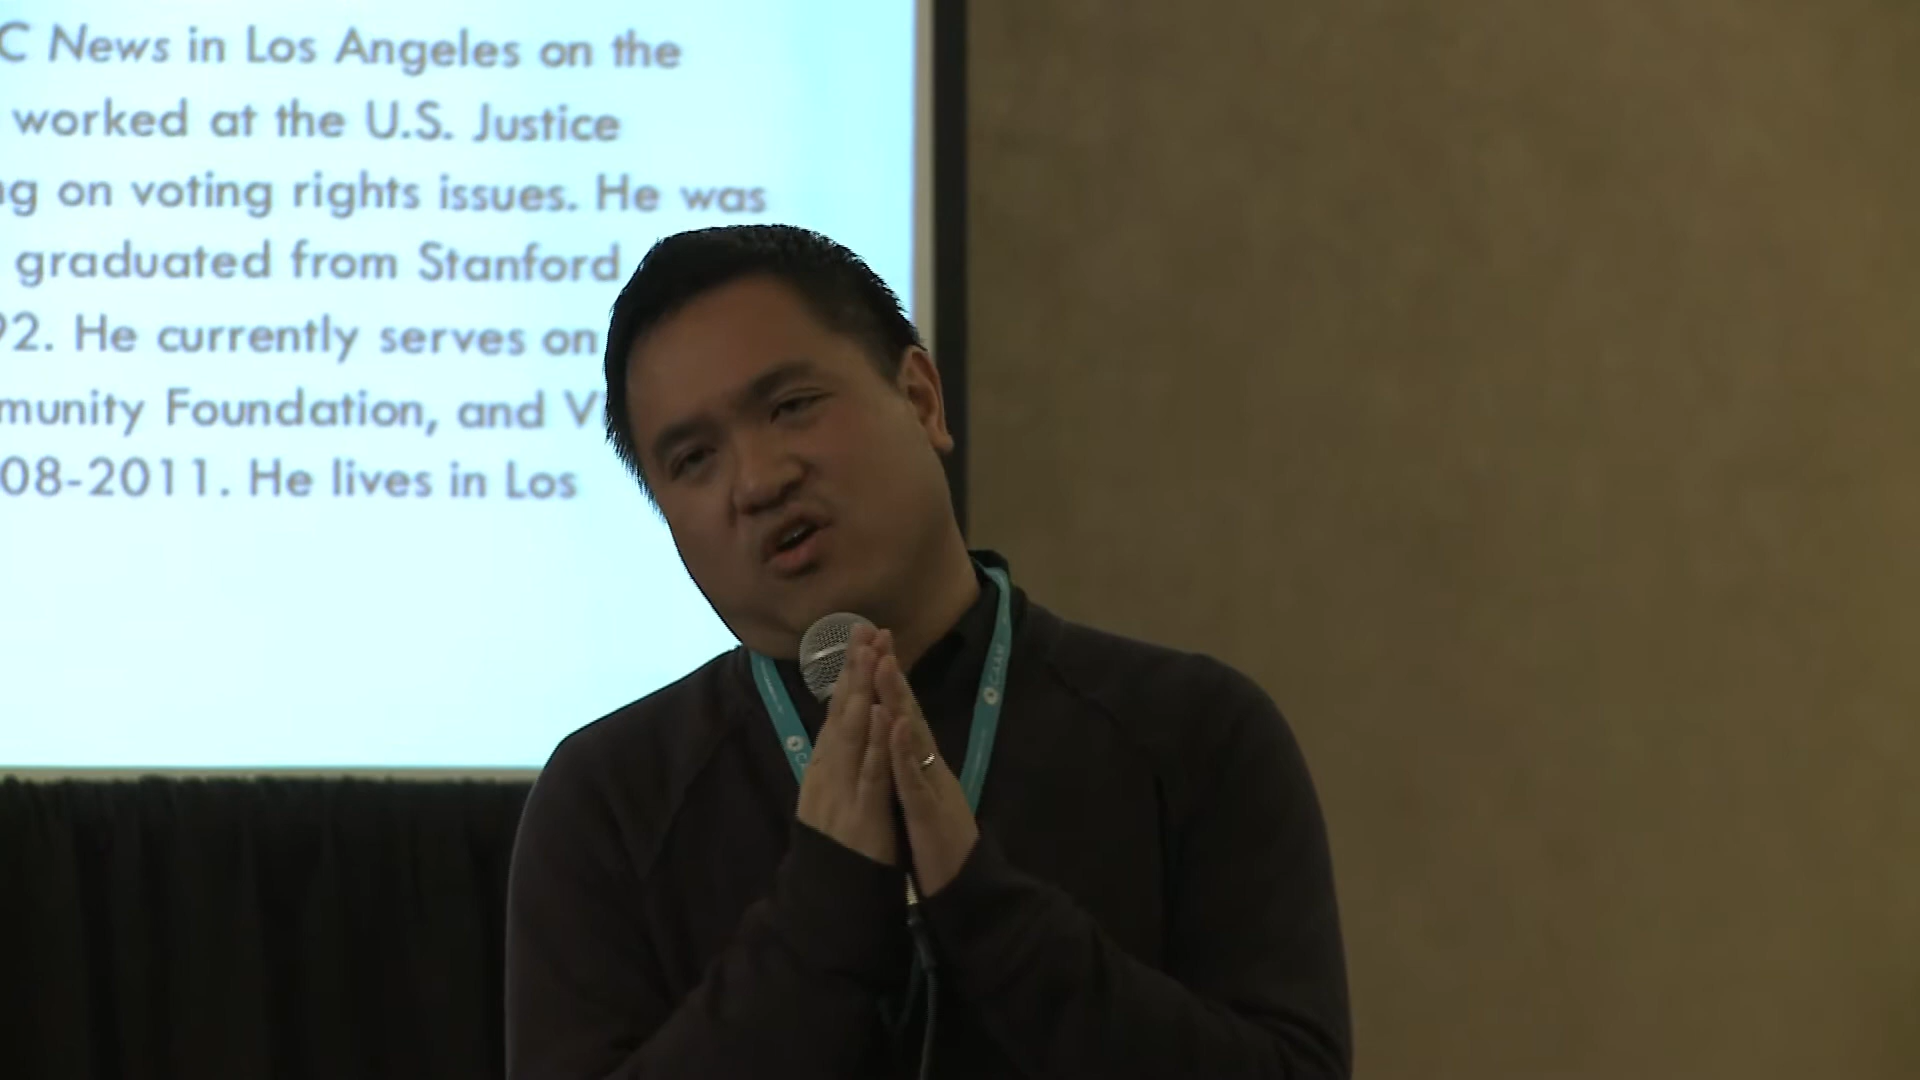 C News in Los Angeles on the
worked at the U.S. Justice
ng on voting rights issues. He was
graduated from Stanford
92. He currently serves on
munity Foundation, and V
08-2011. He lives in Los
CAAM